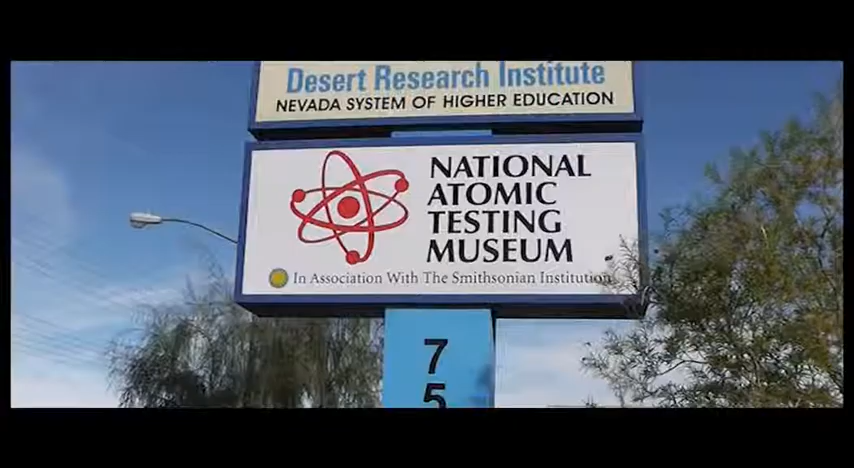 Desert Research Institute
NEVADA SYSTEM OF HIGHER EDUCATION
NATIONAL
ATOMIC
TESTING
MUSEUM
In Association With The Smithsonian Institution
7
5